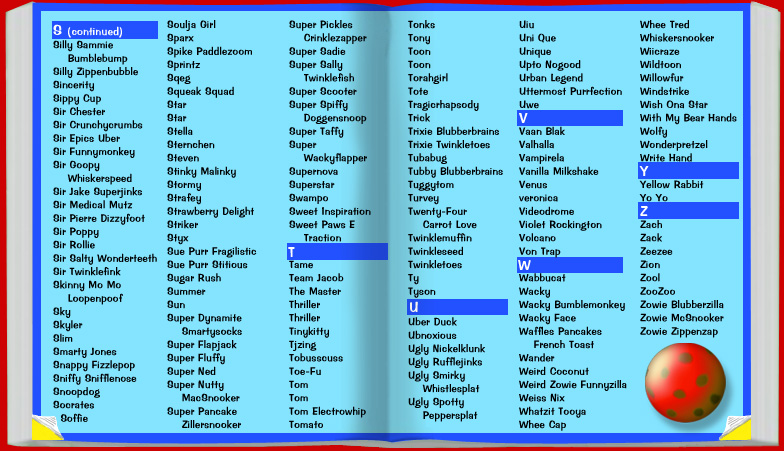 S (continued)
Silly Sammie
Bumblebump
Silly Zippenbubble
Sincerity
Sippy Cup
Sir Chester
Sir Crunchycrumbs
Sir Epics Uber
Sir Funnymonkey
Sir Goopy
Whiskerspeed
Sir Jake Superjinks
Sir Medical Mutz
Sir Pierre Dizzyfoot
Sir Poppy
Sir Rollie
Sir Salty Wonderteeth
Sir Twinklefink
Skinny Mo Mo
Loopenpoof
Sky
Skyler
Slim
Smarty Jones
Snappy Fizzlepop
Sniffy Snifflenose
Snoopdog
Socrates
Soffie
Soulja Girl
Sparx
Spike Paddlezoom
Sprintz
Sqeg
Squeak Squad
Star
Star
Stella
Sternchen
Steven
Stinky Malinky
Stormy
Strafey
Strawberry Delight
Striker
Styx
Sue Purr Fragilistic
Sue Purr Stitious
Sugar Rush
Summer
Sun
Super Dynamite
Smartysocks
Super Flapjack
Super Fluffy
Super Ned
Super Nutty
MacSnooker
Super Pancake
Zillersnooker
Super Pickles
Crinklezapper
Super Sadie
Super Sally
Twinklefish
Super Scooter
Super Spiffy
Doggensnoop
Super Taffy
Super
Wackyflapper
Supernova
Superstar
Swampo
Sweet Inspiration
Sweet Paws E
Traction
T
Tame
Team Jacob
The Master
Thriller
Thriller
Tinykitty
Tjzing
Tobuscuss
Toe-Fu
Tom
Tom
Tom Electrowhip
Tomato
Tonks
Tony
Toon
Toon
Torahgirl
Tote
Tragicrhapsody
Trick
Trixie Blubberbrains
Trixie Twinkletoes
Tubabug
Tubby Blubberbrains
Tuggytom
Turvey
Twenty-Four
Carrot Love
Twinklemuffin
Twinkleseed
Twinkletoes
Ty
Tyson
U
Uber Duck
Ubnoxious
Ugly Nickelklunk
Ugly Rufflejinks
Ugly Smirky
Whistlesplat
Ugly Spotty
Peppersplat
Uiu
Uni Que
Unique
Upto Nogood
Urban Legend
Uttermost Purrfection
Uwe
V
Vaan Blak
Valhalla
Vampirela
Vanilla Milkshake
Venus
veronica
Videodrome
Violet Rockington
Volcano
Von Trap
W
Wabbucat
Wacky
Wacky Bumblemonkey
Wacky Face
Waffles Pancakes
French Toast
Wander
Weird Coconut
Weird Zowie Funnyzilla
Weiss Nix
Whatzit Tooya
Whee Cap
Whee Tred
Whiskersnooker
Wiicraze
Wildtoon
Willowfur
Windstrike
Wish Ona Star
With My Bear Hands
Wolfy
Wonderpretzel
Write Hand
Y
Yellow Rabbit
Yo Yo
Z
Zach
Zack
Zeezee
Zion
Zool
ZooZoo
Zowie Blubberzilla
Zowie McSnooker
Zowie Zippenzap